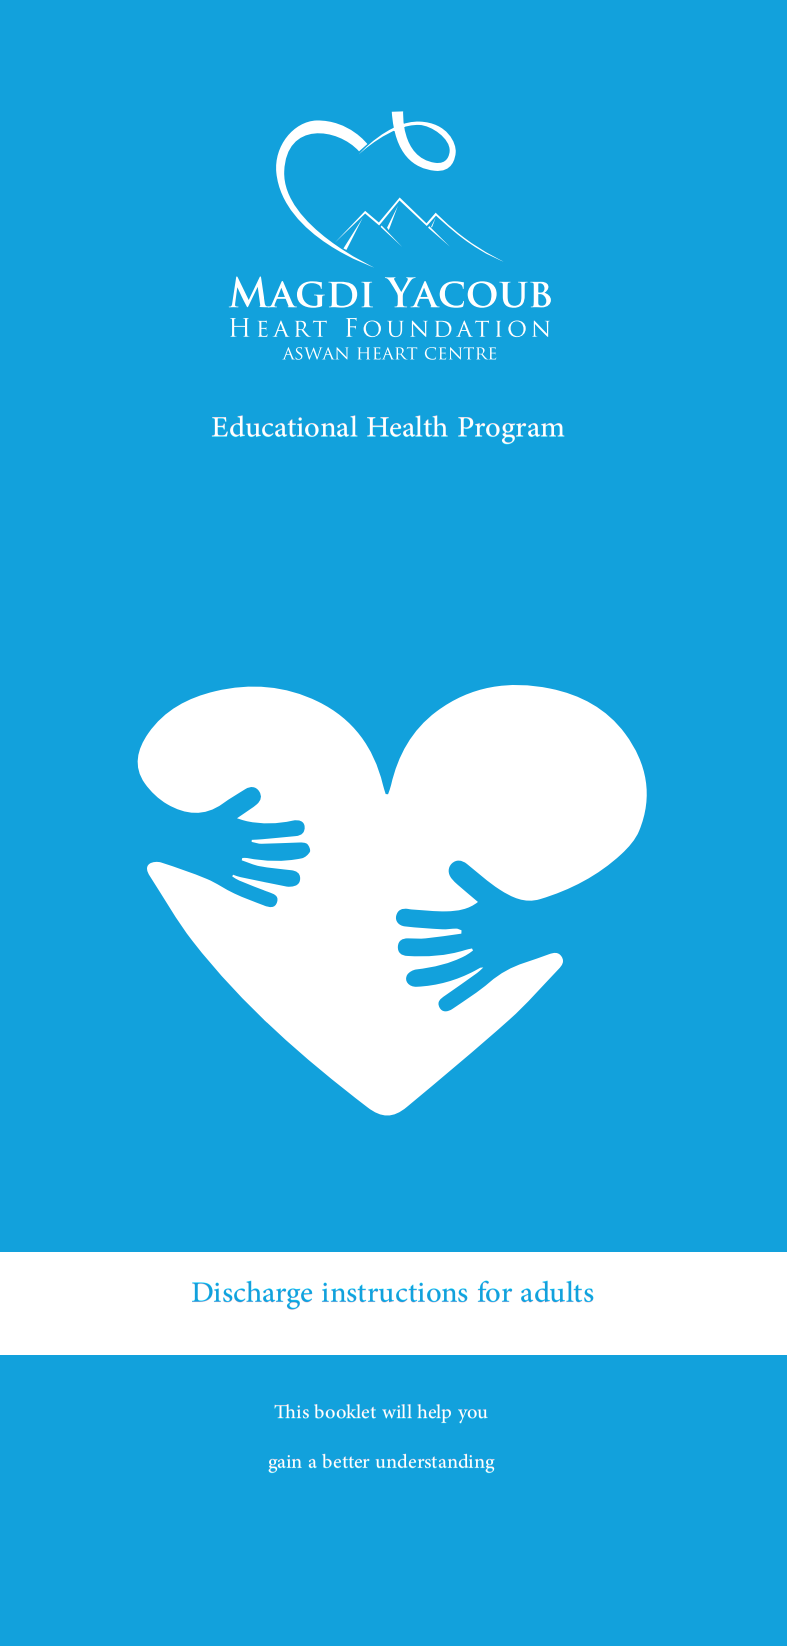 MAGDI YACOUB
HEART FOUNDATION
ASWAN HEART CENTRE
Educational Health Program
Discharge instructions for adults
This booklet will help you
gain a better understanding